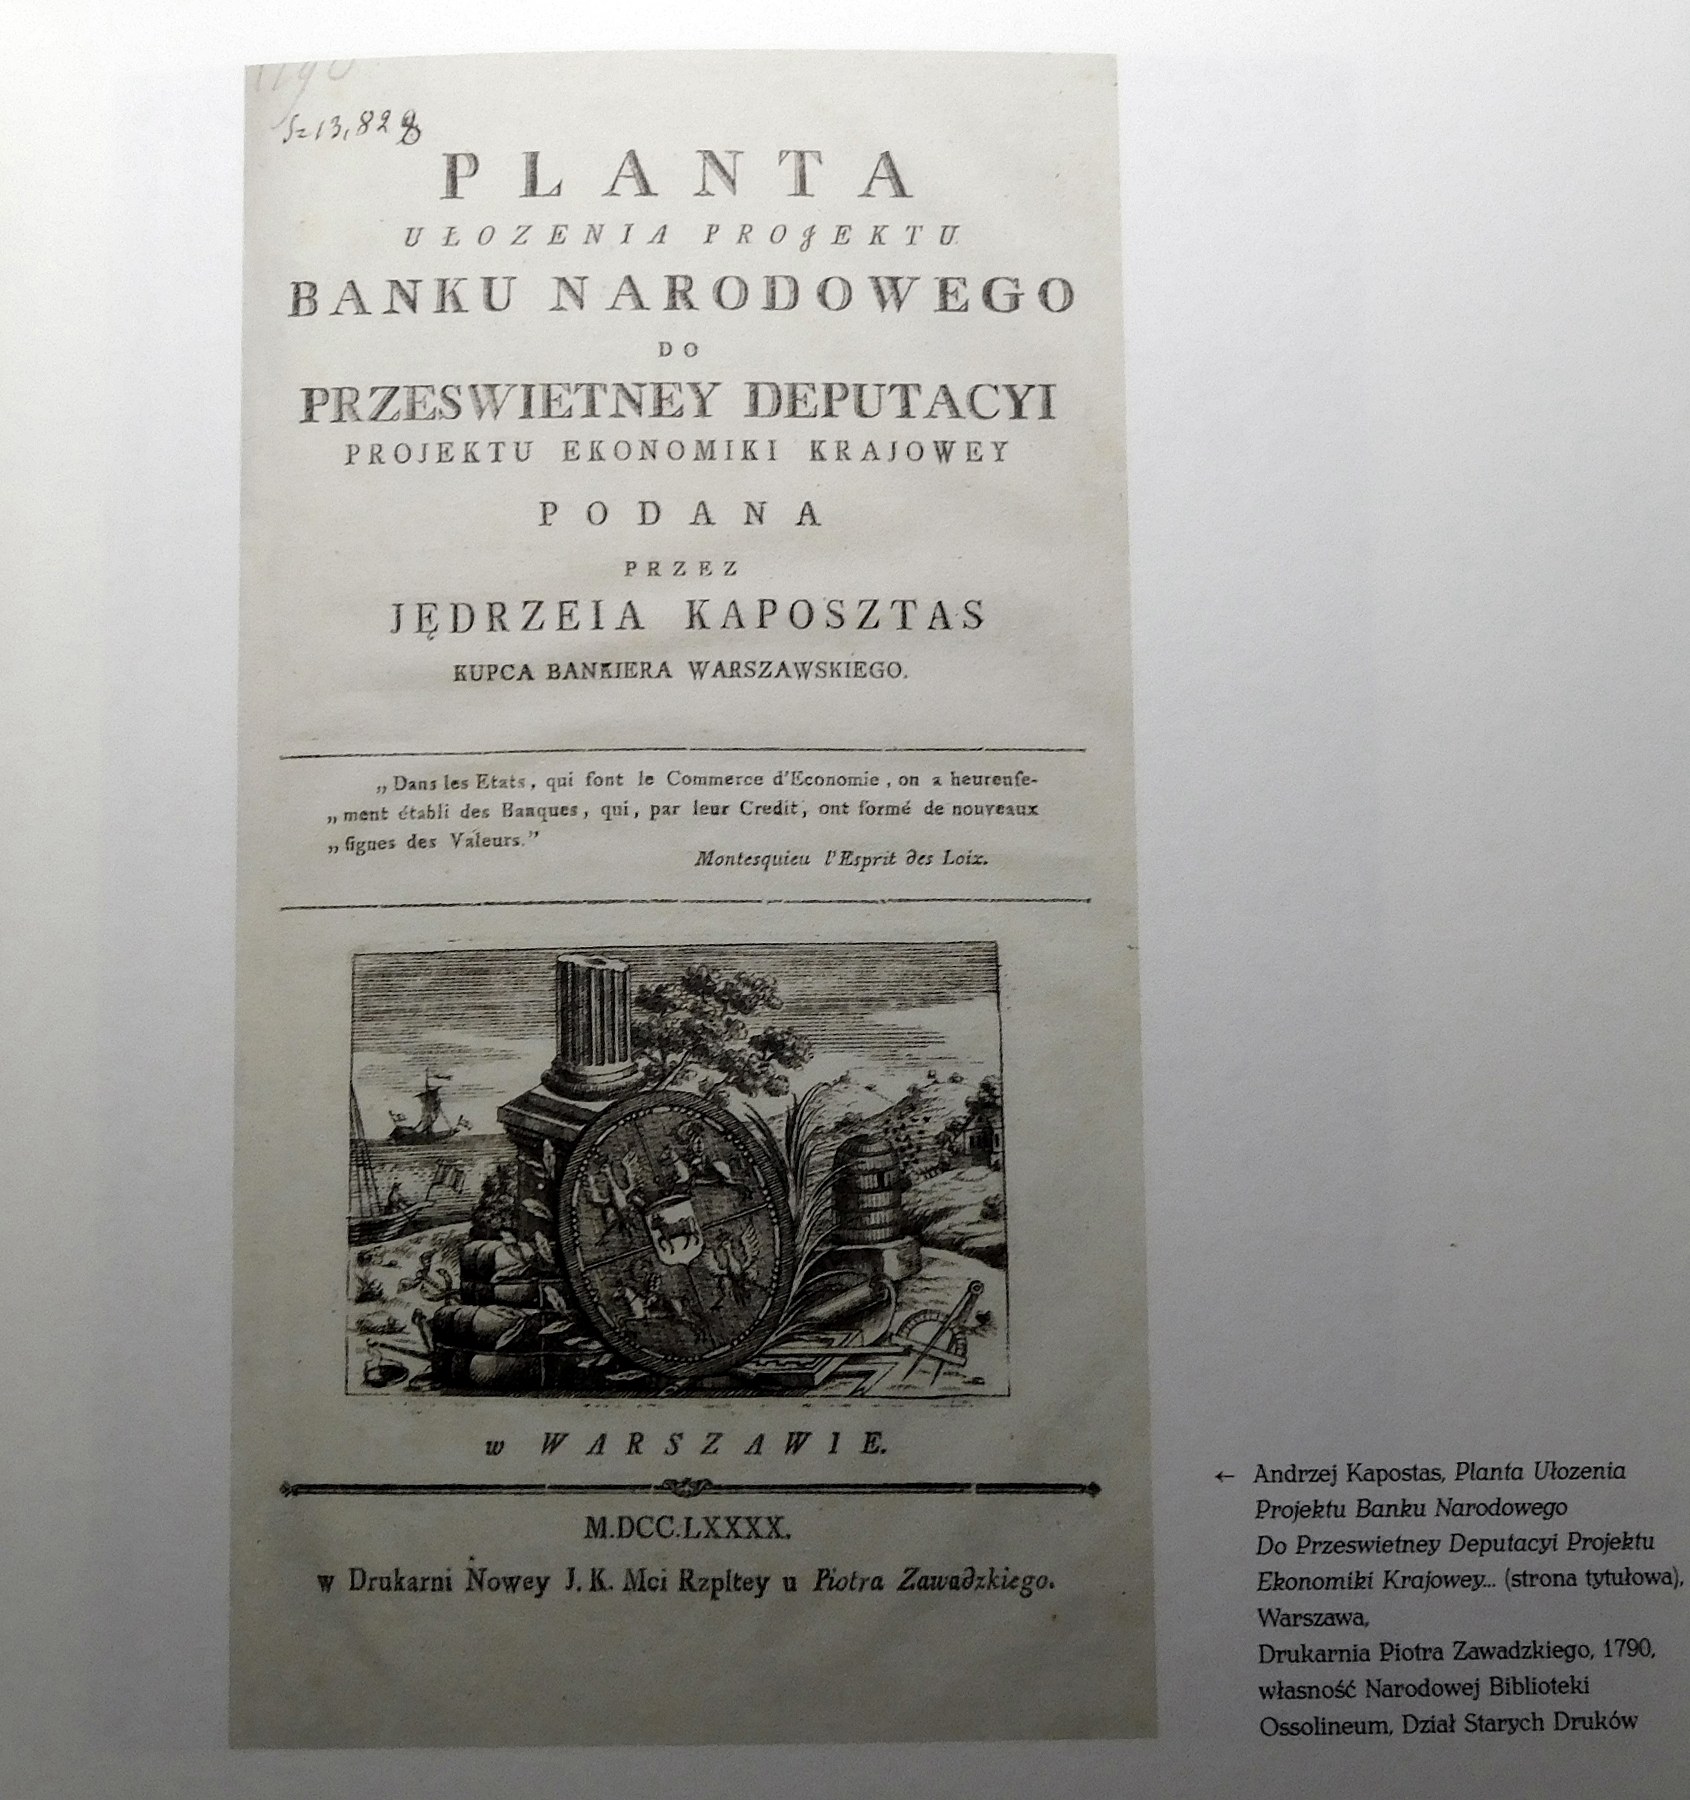 1790
S=13,828
PLANTA
UŁOZENIA PROJEKTU
BANKU NARODOWEGO
DO
PRZESWIETNEY DEPUTACYI
PROJEKTU EKONOMIKI KRAJOWEY
PODANA
PRZEZ
JĘDRZEIA KAPOSZTAS
KUPCA BANKIERA WARSZAWSKIEGO.
„Dans les Etats, qui font le Commerce d'Economie, on a heureuſe-
„ment établi des Banques, qui, par leur Credit, ont formé de nouveaux
„ſignes des Valeurs.”
Montesquieu l'Esprit des Loix.
w WARSZAWIE.
M.DCC.LXXXX.
w Drukarni Nowey J. K. Mci Rzpltey u Piotra Zawadzkiego.
← Andrzej Kapostas, Planta Ułozenia
Projektu Banku Narodowego
Do Przeswietney Deputacyi Projektu
Ekonomiki Krajowey... (strona tytułowa),
Warszawa,
Drukarnia Piotra Zawadzkiego, 1790,
własność Narodowej Biblioteki
Ossolineum, Dział Starych Druków